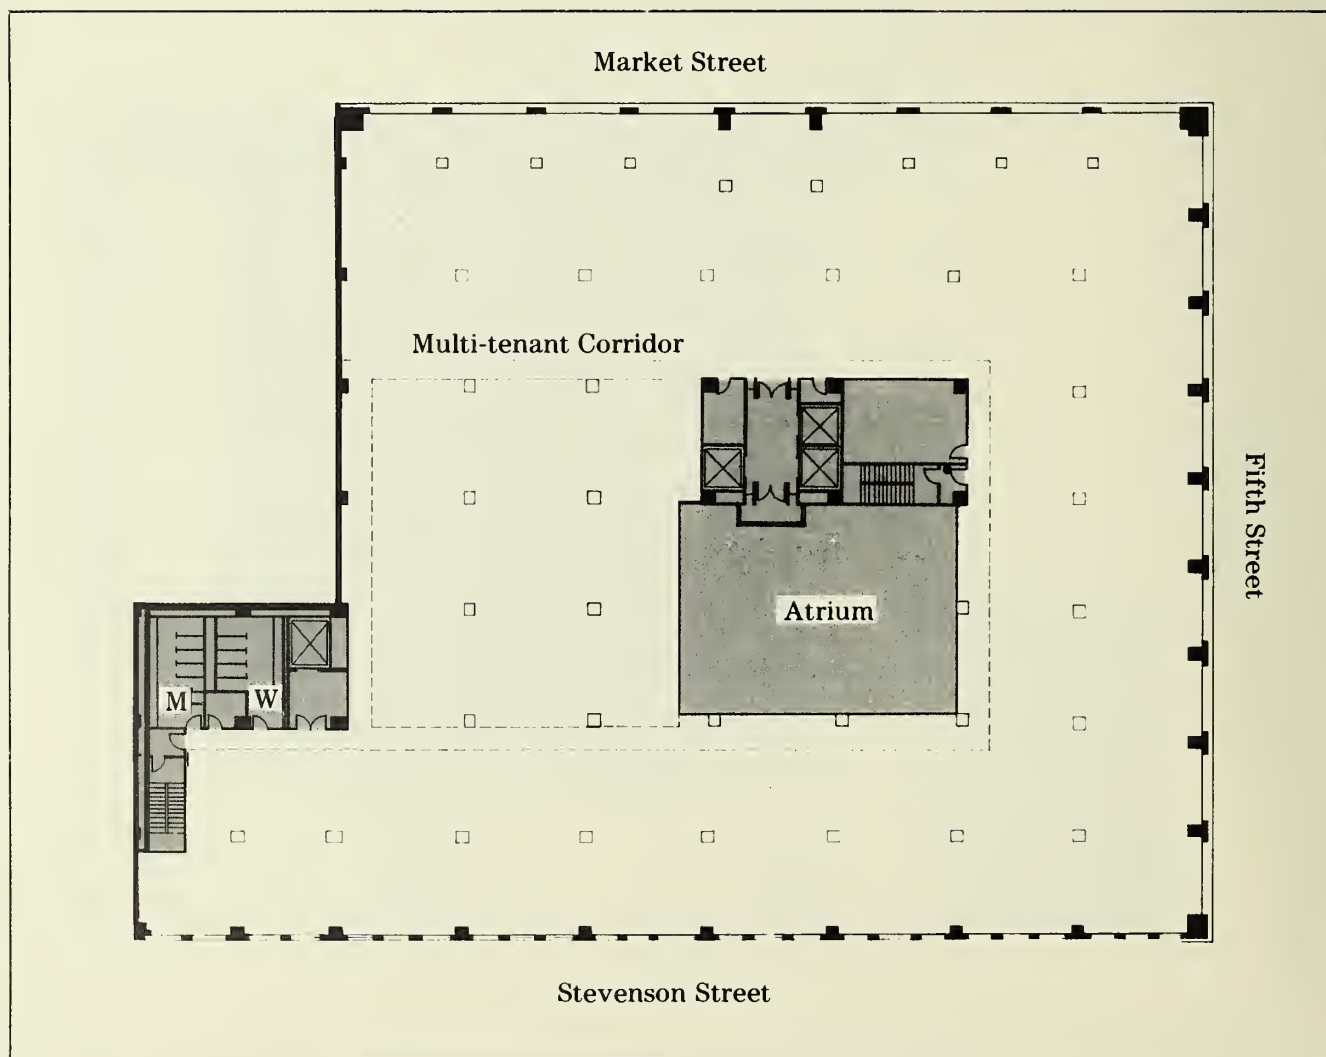 Market Street
Multi-tenant Corridor
Fifth Street
Atrium
M
W
Stevenson Street